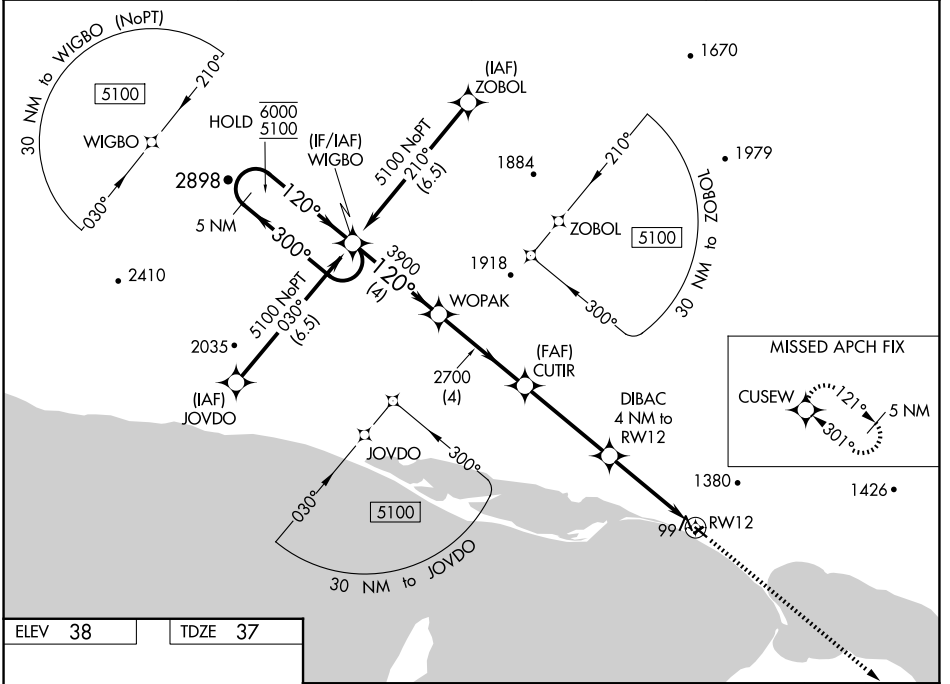 30 NM to WIGBO (NoPT)
5100
210°
WIGBO
030°
HOLD 6000
5100
(IF/IAF)
WIGBO
(IAF)
ZOBOL
5100 NoPT
210°
(6.5)
1670
1884
1979
2898
120°
5 NM
300°
210°
ZOBOL
5100
30 NM to ZOBOL
300°
2410
3900
120°
(4)
1918
WOPAK
5100 NoPT
030°
(6.5)
2035
(IAF)
JOVDO
2700
(4)
(FAF)
CUTIR
DIBAC
4 NM to
RW12
MISSED APCH FIX
CUSEW
121°
5 NM
301°
JOVDO
030°
300°
5100
30 NM to JOVDO
1380
1426
99
RW12
ELEV 38
TDZE 37